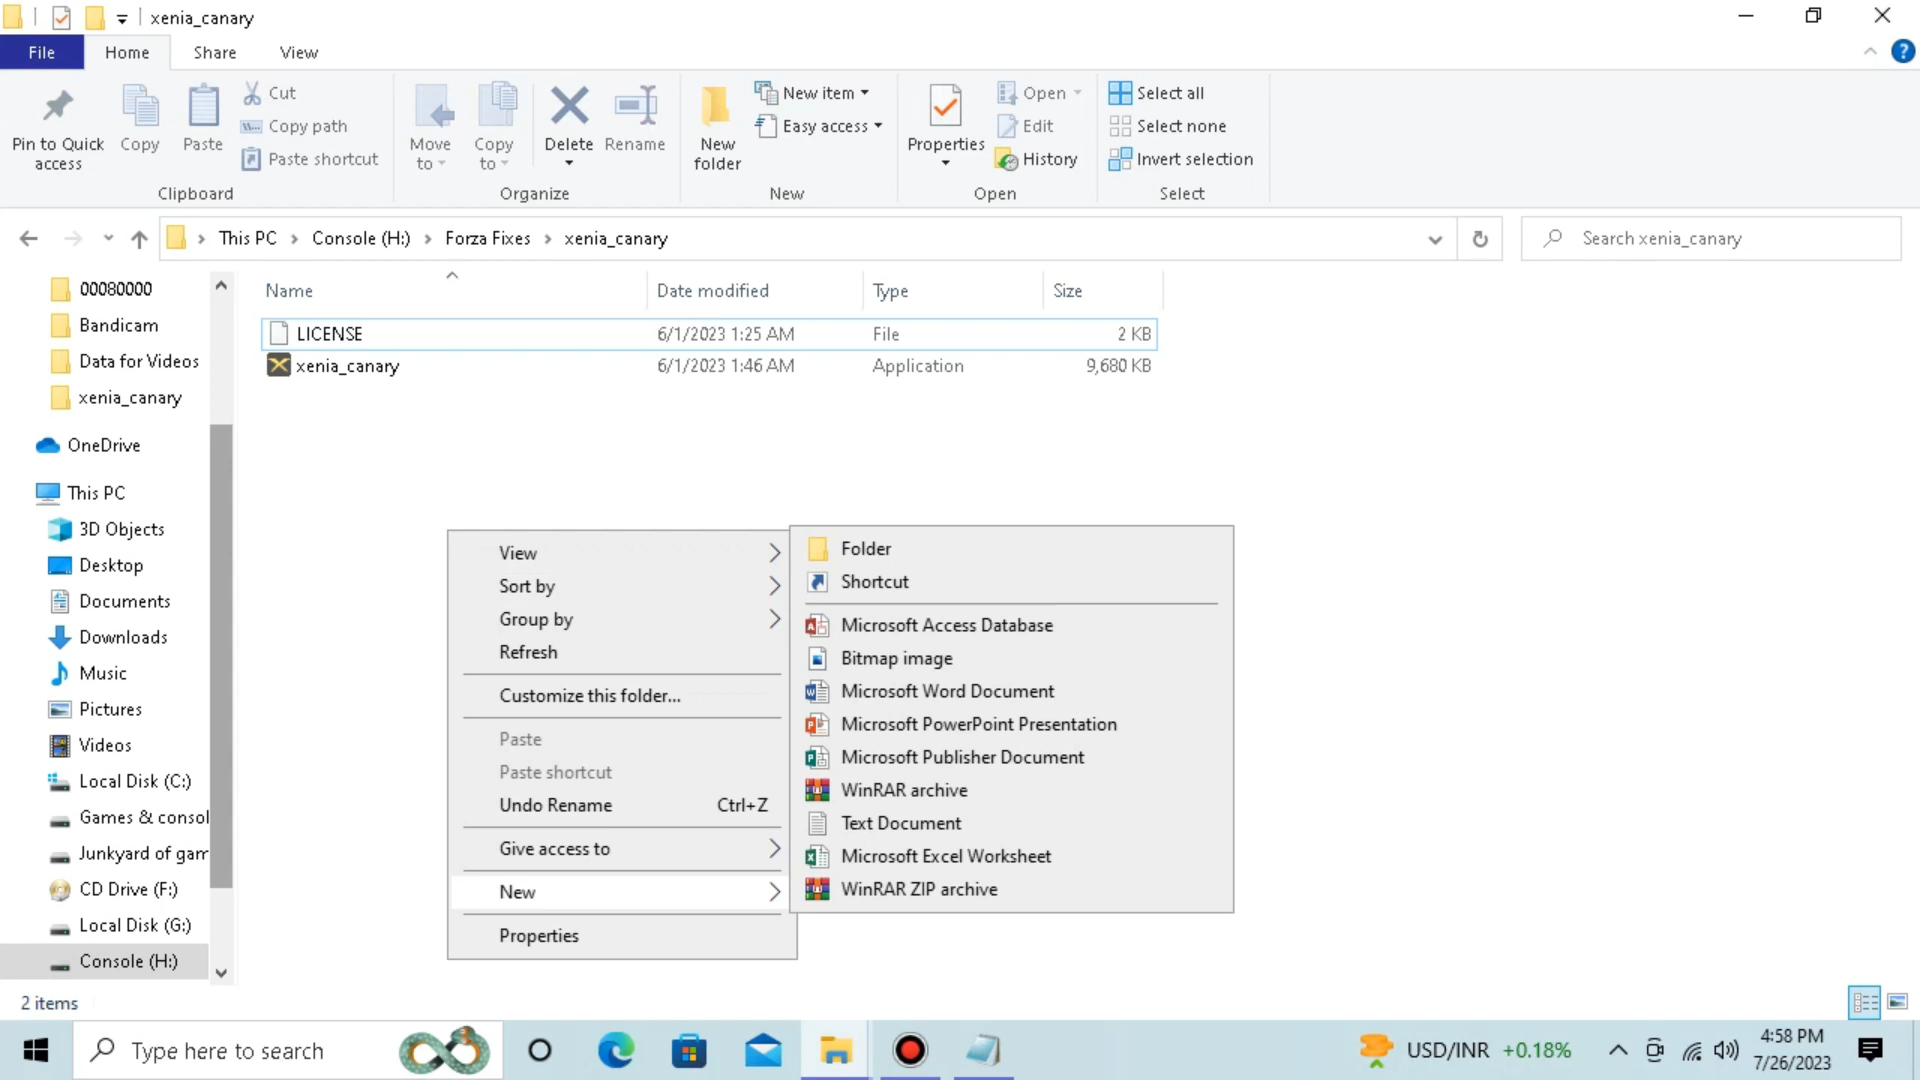 xenia_canary
File Home Share View
Pin to Quick access
Copy
Paste
Cut
Copy path
Paste shortcut
Clipboard
Move to
Copy to
Delete
Rename
Organize
New folder
New item
Easy access
New
Properties
Open
Edit
History
Open
Select all
Select none
Invert selection
Select
This PC Console (H:) Forza Fixes xenia_canary
Search xenia_canary
00080000
Bandicam
Data for Videos
xenia_canary
OneDrive
This PC
3D Objects
Desktop
Documents
Downloads
Music
Pictures
Videos
Local Disk (C:)
Games & consol
Junkyard of gam
CD Drive (F:)
Local Disk (G:)
Console (H:)
Name Date modified Type Size
LICENSE 6/1/2023 1:25 AM File 2 KB
xenia_canary 6/1/2023 1:46 AM Application 9,680 KB
View
Sort by
Group by
Refresh
Customize this folder...
Paste
Paste shortcut
Undo Rename Ctrl+Z
Give access to
New
Properties
Folder
Shortcut
Microsoft Access Database
Bitmap image
Microsoft Word Document
Microsoft PowerPoint Presentation
Microsoft Publisher Document
WinRAR archive
Text Document
Microsoft Excel Worksheet
WinRAR ZIP archive
2 items
Type here to search
USD/INR +0.18%
4:58 PM
7/26/2023